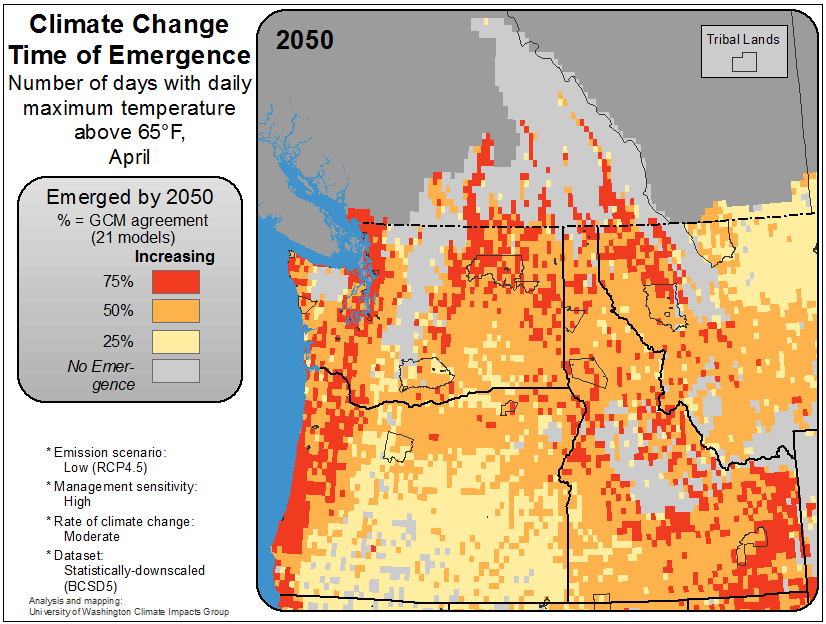 Climate Change
Time of Emergence
Number of days with daily
maximum temperature
above 65°F,
April
2050
Tribal Lands
Emerged by 2050
% = GCM agreement
(21 models)
Increasing
75%
50%
25%
No Emer-
gence
* Emission scenario:
Low (RCP4.5)
* Management sensitivity:
High
* Rate of climate change:
Moderate
* Dataset:
Statistically-downscaled
(BCSD5)
Analysis and mapping:
University of Washington Climate Impacts Group